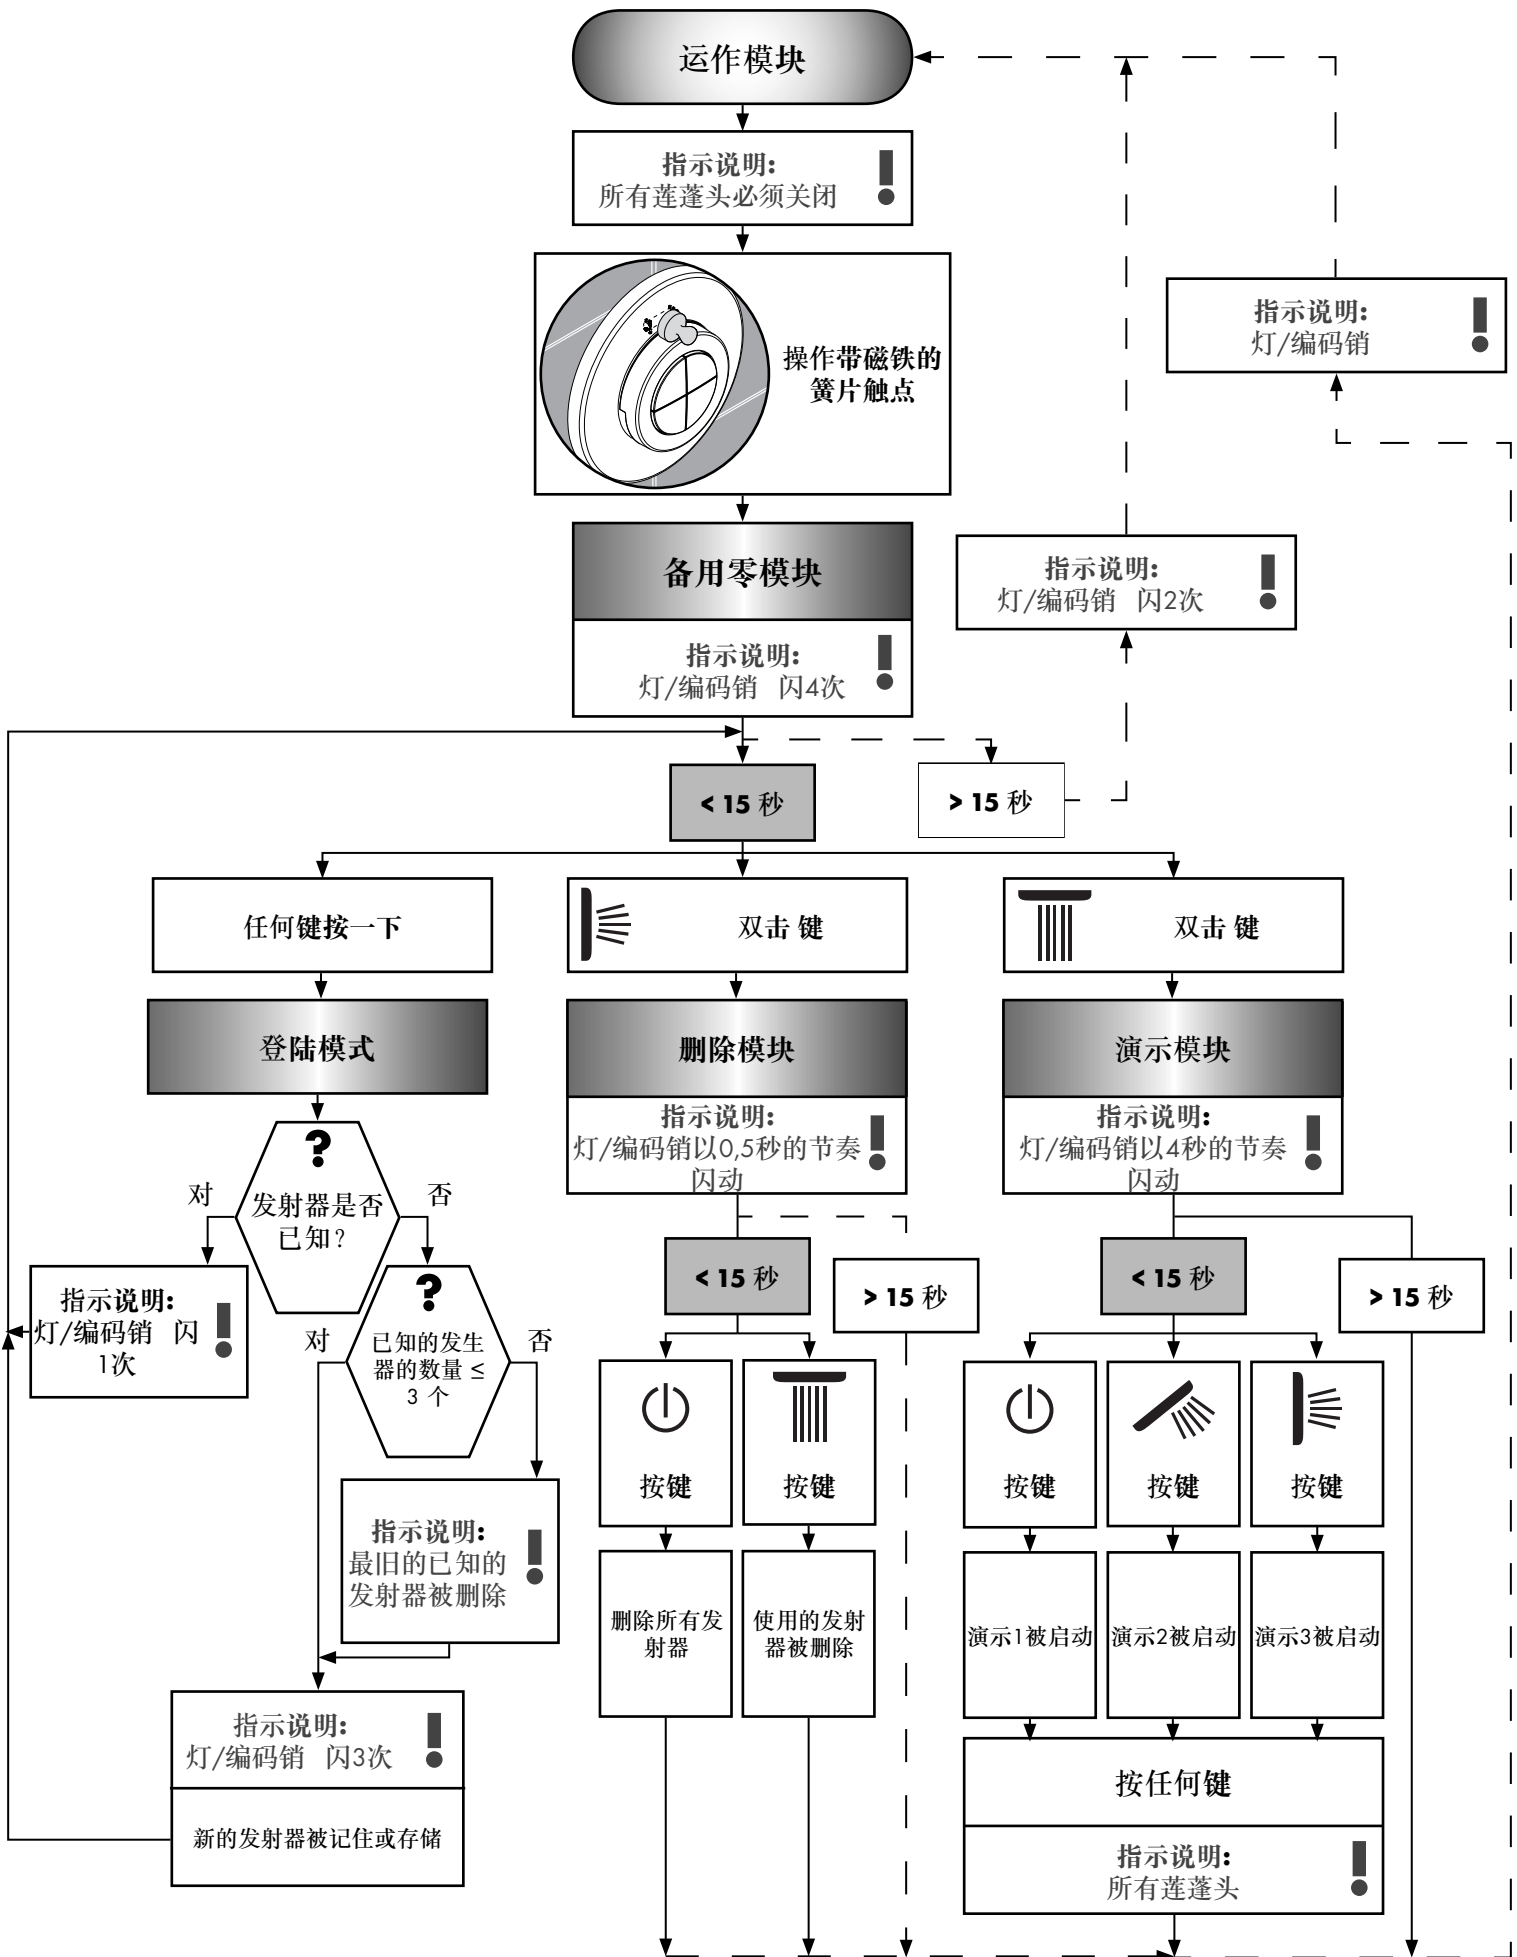 运作模块
指示说明:
所有莲蓬头必须关闭
操作带磁铁的
簧片触点
指示说明:
灯/编码销
备用零模块
指示说明:
灯/编码销 闪4次
指示说明:
灯/编码销 闪2次
< 15 秒
> 15 秒
任何键按一下
双击 键
双击 键
登陆模式
删除模块
演示模块
指示说明:
灯/编码销以0,5秒的节奏
闪动
指示说明:
灯/编码销以4秒的节奏
闪动
?
发射器是否
已知?
对
否
指示说明:
灯/编码销 闪
1次
?
已知的发生
器的数量 ≤
3 个
对
否
< 15 秒
> 15 秒
< 15 秒
> 15 秒
按键
按键
按键
按键
按键
指示说明:
最旧的已知的
发射器被删除
删除所有发
射器
使用的发射
器被删除
演示1被启动
演示2被启动
演示3被启动
指示说明:
灯/编码销 闪3次
新的发射器被记住或存储
按任何键
指示说明:
所有莲蓬头